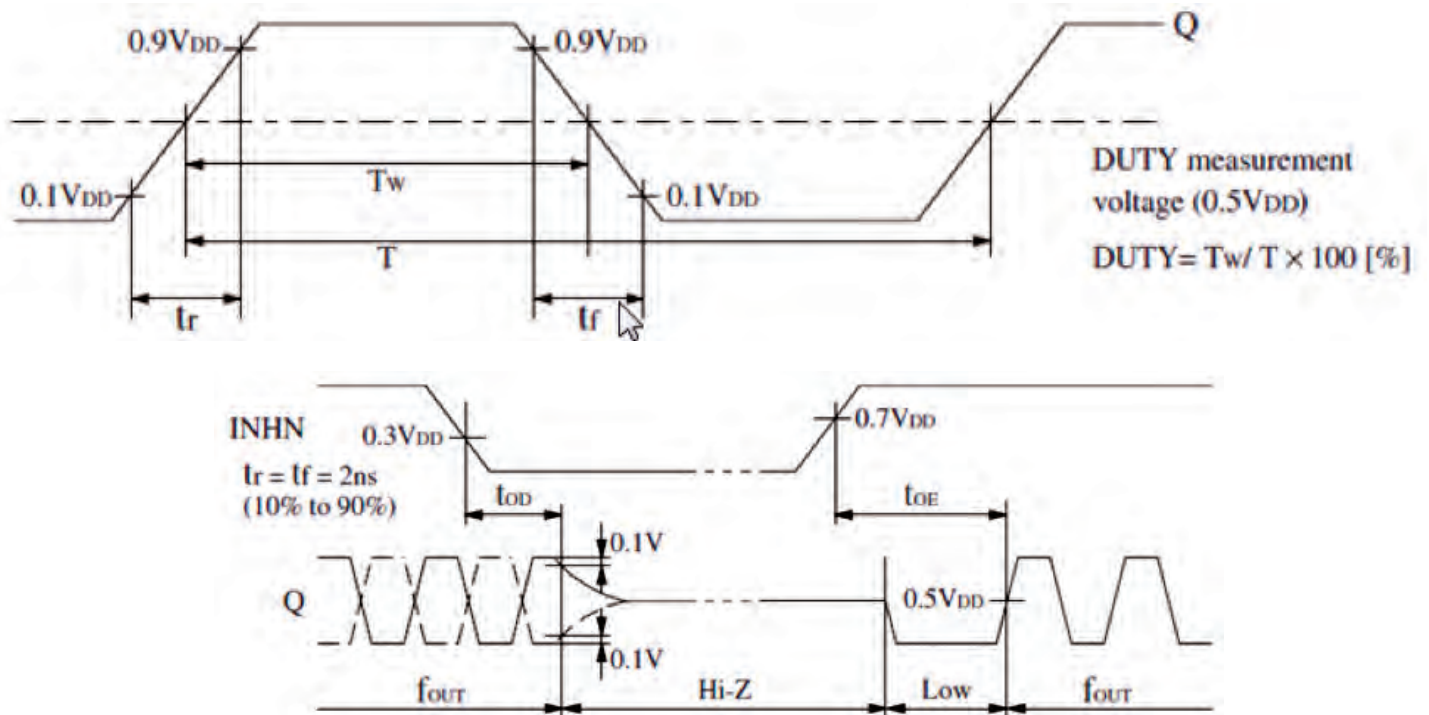 0.9VDD
0.9VDD
Q
TW
0.1VDD
0.1VDD
DUTY measurement
voltage (0.5VDD)
T
DUTY= TW/ T × 100 [%]
tr
tf
INHN
0.3VDD
0.7VDD
tr = tf = 2ns
(10% to 90%)
tOD
tOE
0.1V
Q
0.5VDD
0.1V
fOUT
Hi-Z
Low
fOUT